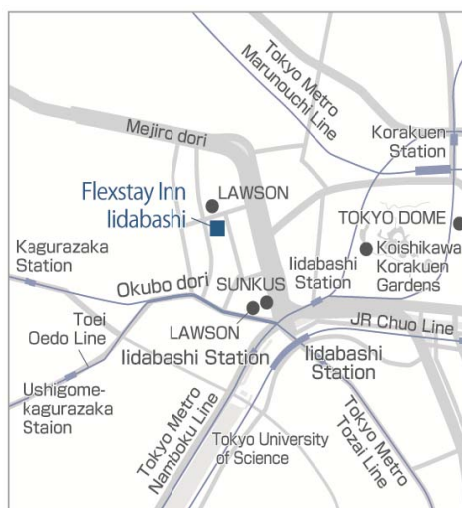 Tokyo Metro
Marunouchi Line
Mejiro dori
Korakuen
Station
Flexstay Inn
Iidabashi
LAWSON
TOKYO DOME
Koishikawa
Korakuen
Gardens
Kagurazaka
Station
Okubo dori
SUNKUS
Iidabashi
Station
Toei
Oedo Line
LAWSON
JR Chuo Line
Iidabashi Station
Iidabashi
Station
Ushigome-
kagurazaka
Staion
Tokyo Metro
Namboku Line
Tokyo University
of Science
Tokyo Metro
Tozai Line